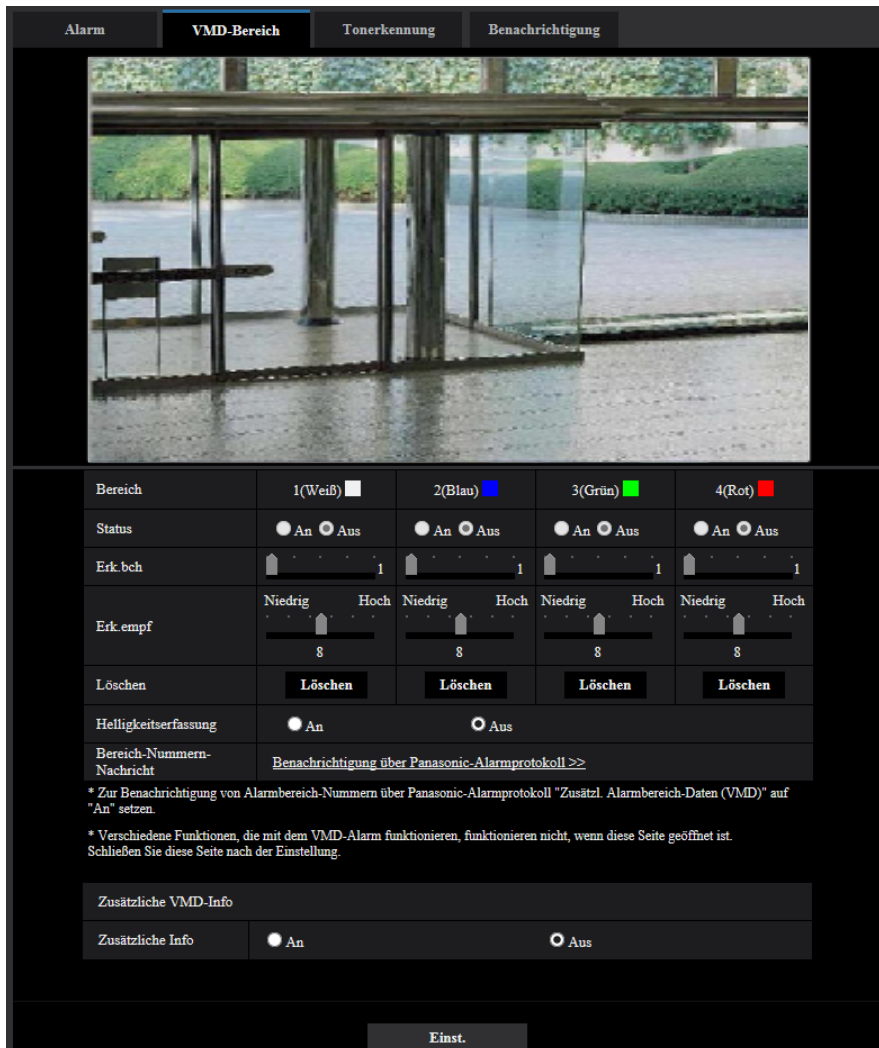 Alarm VMD-Bereich Tonerkennung Benachrichtigung
Bereich 1(Weiß) 2(Blau) 3(Grün) 4(Rot)
Status An Aus An Aus An Aus An Aus
Erk.bch 1 1 1 1
Niedrig Hoch Niedrig Hoch Niedrig Hoch Niedrig Hoch
Erk.empf
8 8 8 8
Löschen Löschen Löschen Löschen Löschen
Helligkeitserfassung An Aus
Bereich-Nummern-
Nachricht Benachrichtigung über Panasonic-Alarmprotokoll >>
* Zur Benachrichtigung von Alarmbereich-Nummern über Panasonic-Alarmprotokoll "Zusätzl. Alarmbereich-Daten (VMD)" auf
"An" setzen.
* Verschiedene Funktionen, die mit dem VMD-Alarm funktionieren, funktionieren nicht, wenn diese Seite geöffnet ist.
Schließen Sie diese Seite nach der Einstellung.
Zusätzliche VMD-Info
Zusätzliche Info An Aus
Einst.